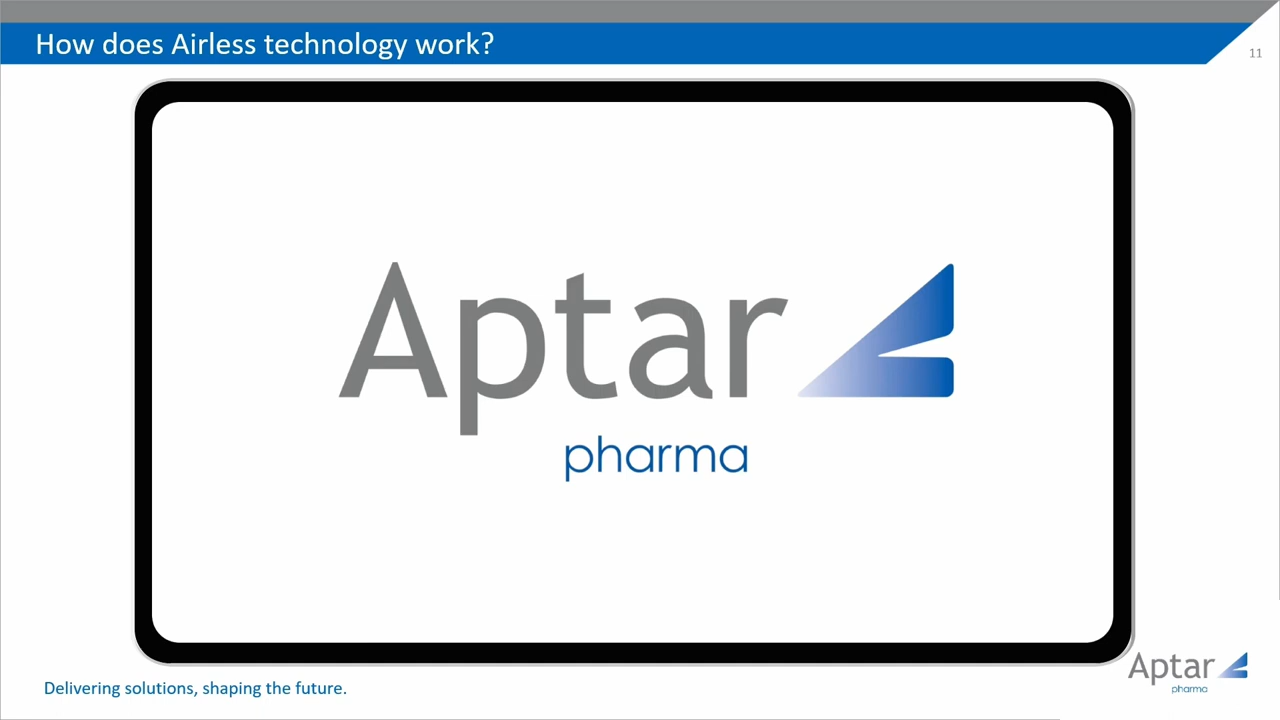 How does Airless technology work?
11
Aptar
pharma
Delivering solutions, shaping the future.
Aptar
pharma